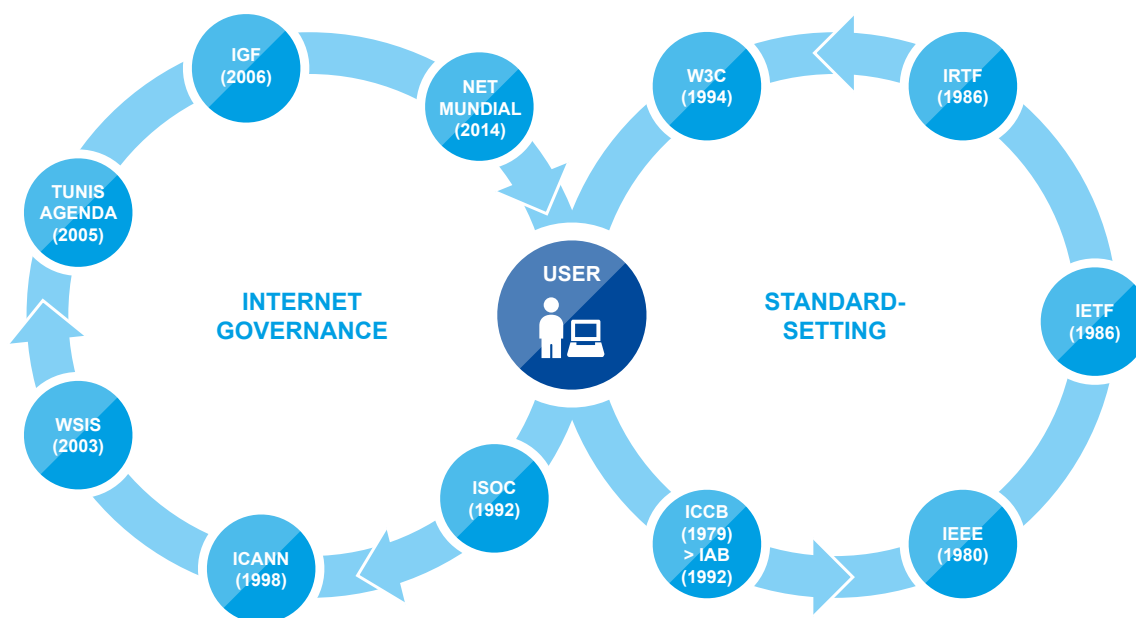 IGF
(2006)
NET
MUNDIAL
(2014)
W3C
(1994)
IRTF
(1986)
TUNIS
AGENDA
(2005)
USER
INTERNET
GOVERNANCE
STANDARD-
SETTING
IETF
(1986)
WSIS
(2003)
ISOC
(1992)
ICANN
(1998)
ICCB
(1979)
> IAB
(1992)
IEEE
(1980)